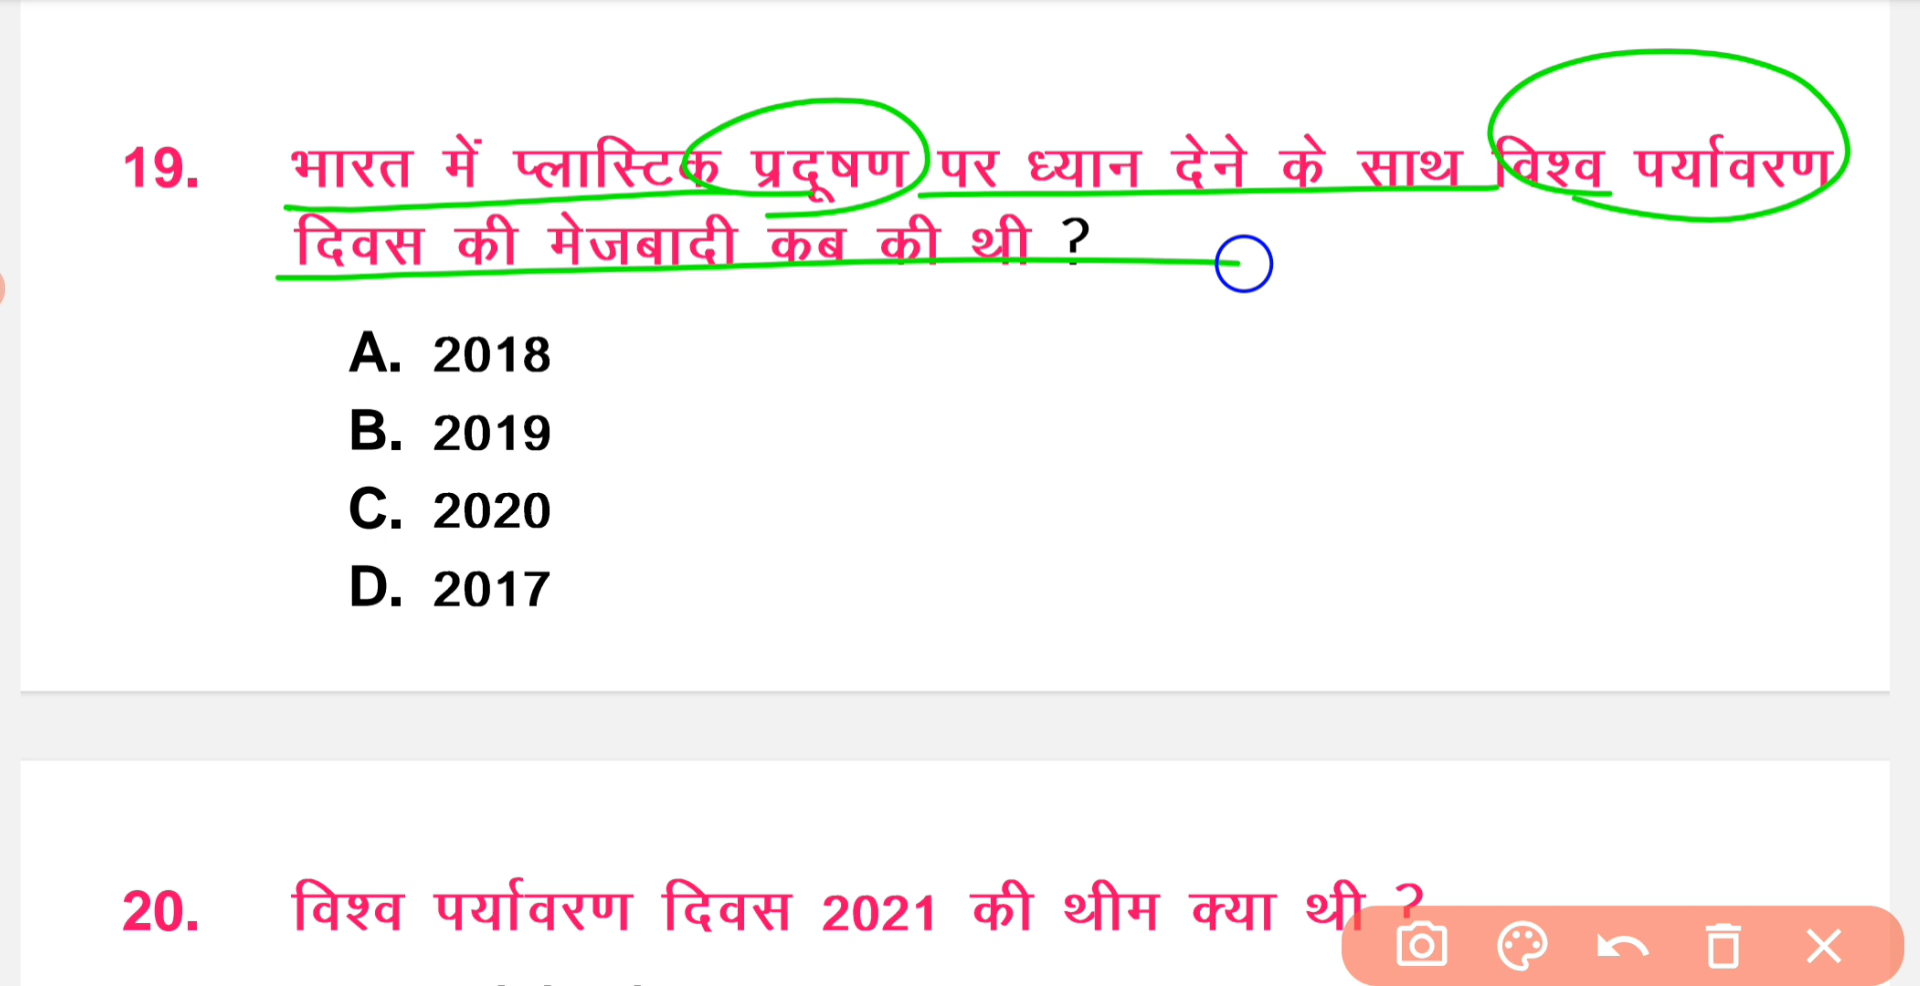 19. भारत में प्लास्टिक प्रदूषण पर ध्यान देने के साथ विश्व पर्यावरण
दिवस की मेजबादी कब की थी ?
A. 2018
B. 2019
C. 2020
D. 2017
20. विश्व पर्यावरण दिवस 2021 की थीम क्या थी ?